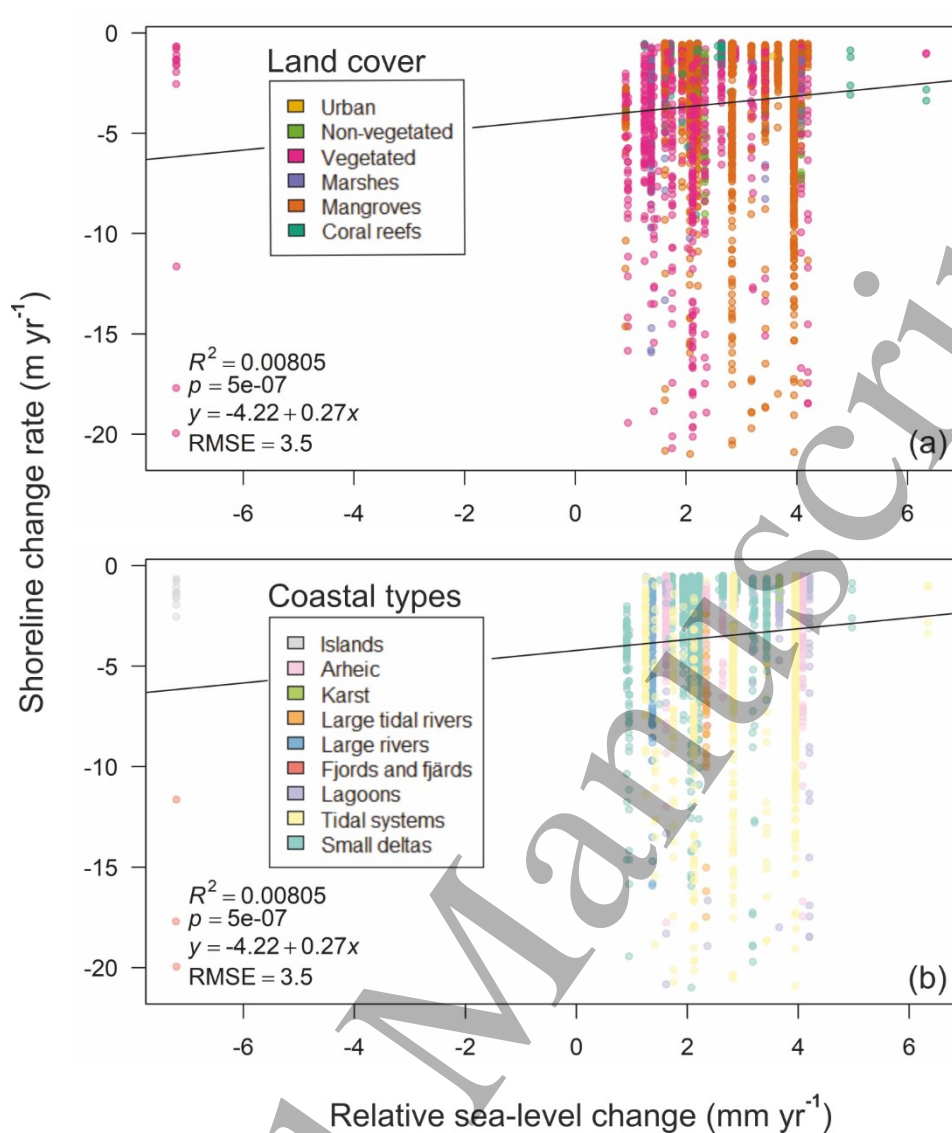 Shoreline change rate (m yr-1)
0
-5
-10
-15
-20
Land cover
Urban
Non-vegetated
Vegetated
Marshes
Mangroves
Coral reefs
R2 = 0.00805
p = 5e-07
y = -4.22 + 0.27x
RMSE = 3.5
(a)
-6 -4 -2 0 2 4 6
0
-5
-10
-15
-20
Coastal types
Islands
Arheic
Karst
Large tidal rivers
Large rivers
Fjords and fjärds
Lagoons
Tidal systems
Small deltas
R2 = 0.00805
p = 5e-07
y = -4.22 + 0.27x
RMSE = 3.5
(b)
-6 -4 -2 0 2 4 6
Relative sea-level change (mm yr-1)